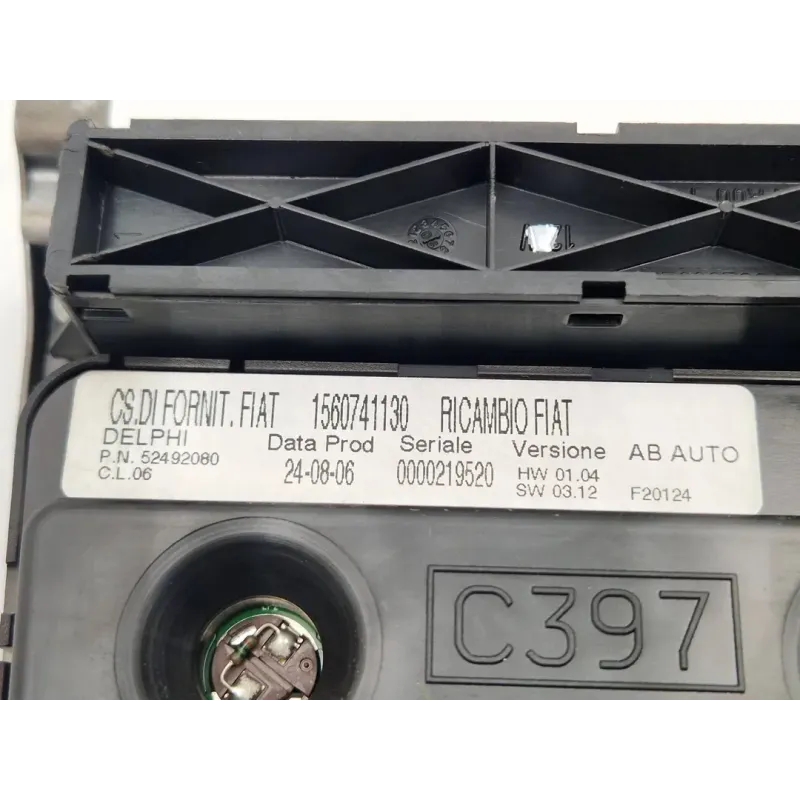 CS.DI FORNIT. FIAT 1560741130 RICAMBIO FIAT
DELPHI Data Prod Seriale Versione AB AUTO
P.N. 52492080 24-08-06 0000219520 HW 01.04
C.L.06 SW 03.12 F20124
C397